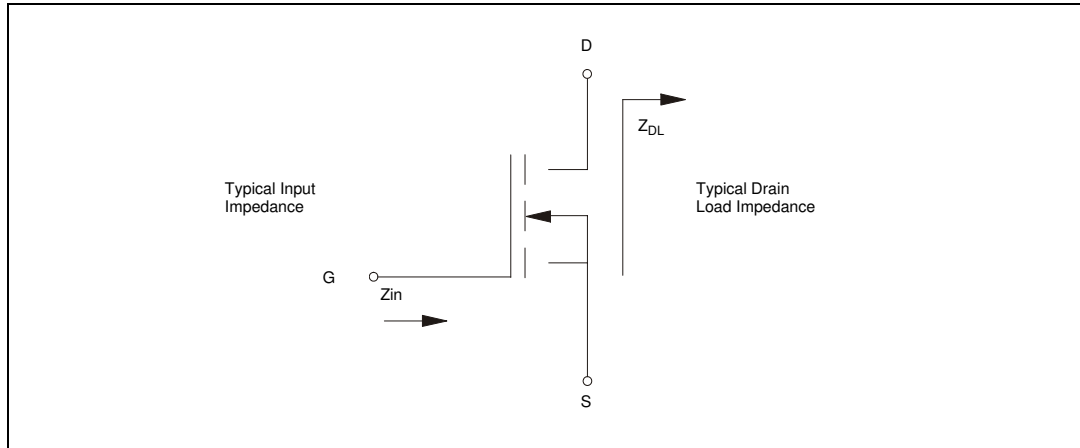 D
Z_DL
Typical Input
Impedance
Typical Drain
Load Impedance
G
Zin
S